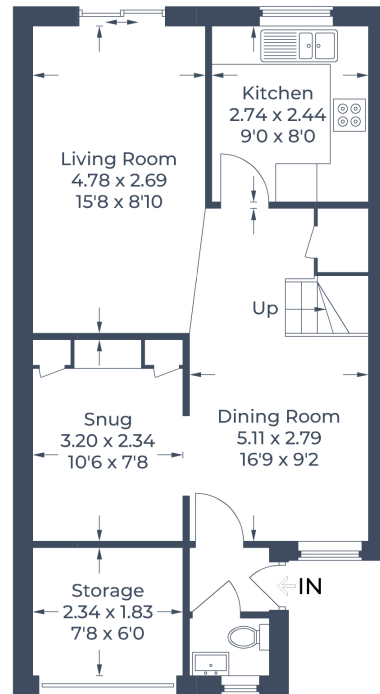 Kitchen
2.74 x 2.44
9'0 x 8'0
Living Room
4.78 x 2.69
15'8 x 8'10
Up
Snug
3.20 x 2.34
10'6 x 7'8
Dining Room
5.11 x 2.79
16'9 x 9'2
Storage
2.34 x 1.83
7'8 x 6'0
IN